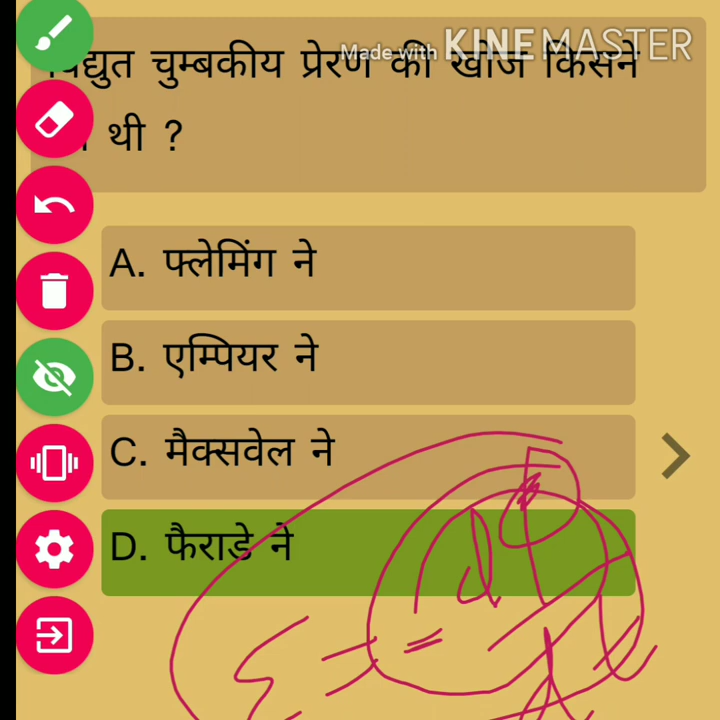 Made with KINEMASTER
विद्युत चुम्बकीय प्रेरण की खोज किसने
थी ?
A. फ्लेमिंग ने
B. एम्पियर ने
C. मैक्सवेल ने
D. फैराडे ने